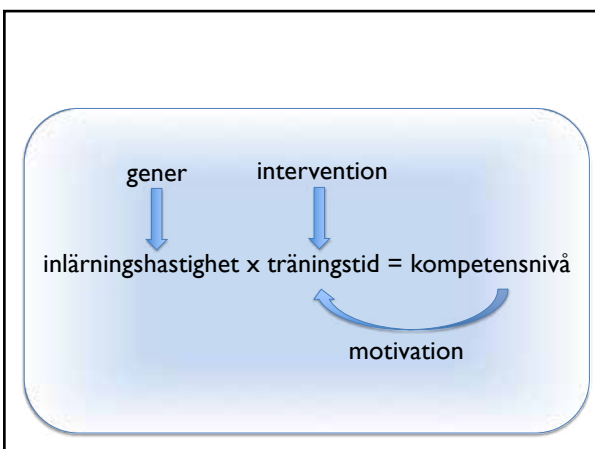 gener intervention
inlärningshastighet x träningstid = kompetensnivå
motivation